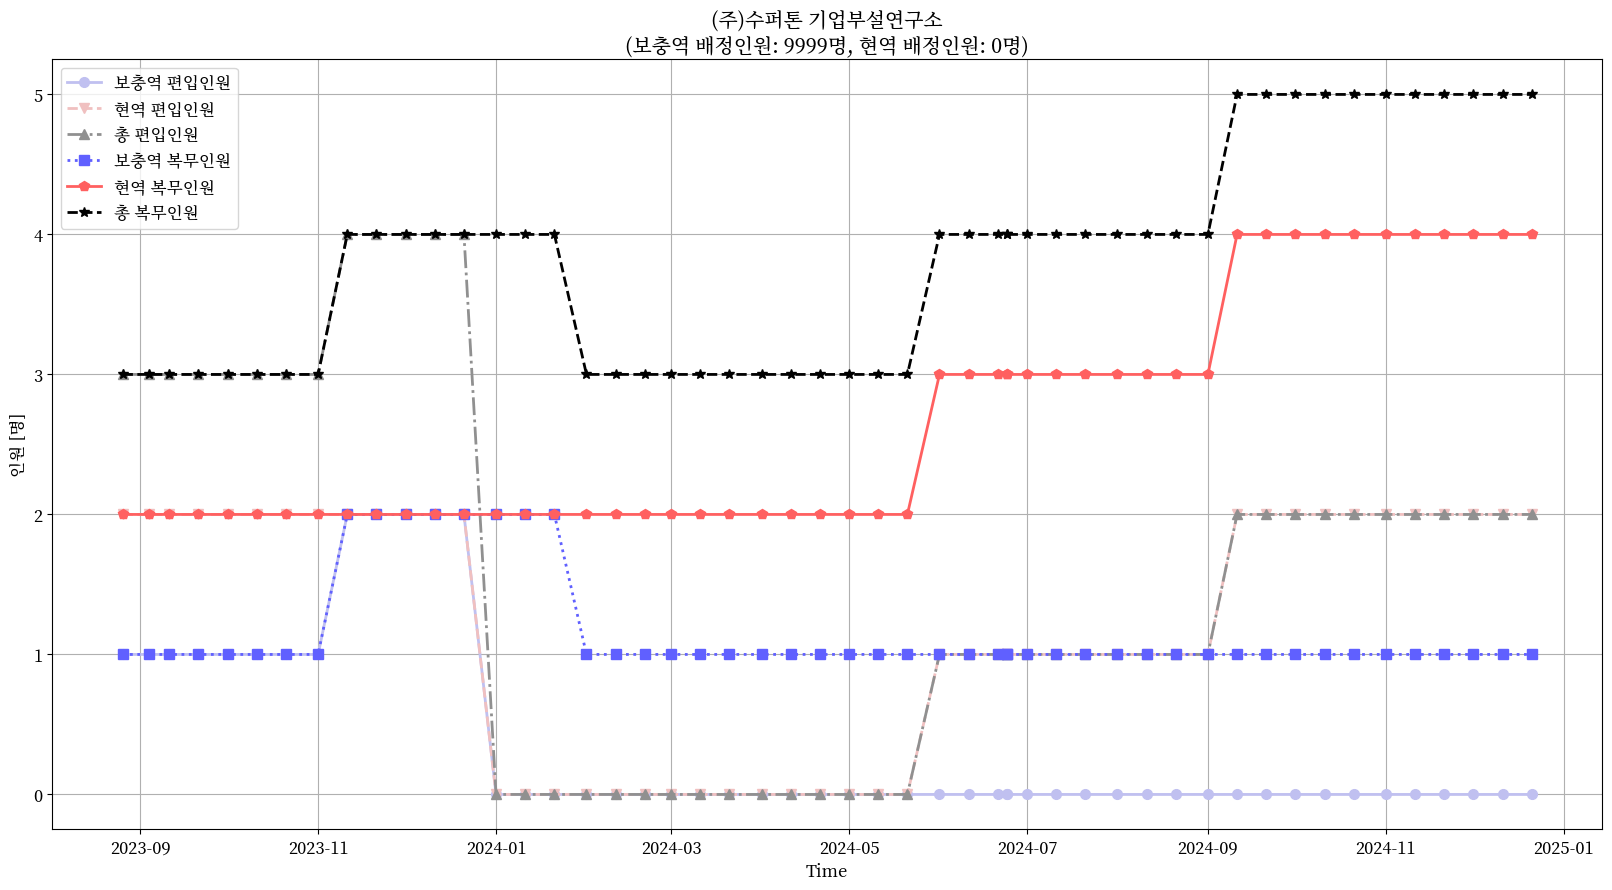 (주)수퍼톤 기업부설연구소
(보충역 배정인원: 9999명, 현역 배정인원: 0명)
보충역 편입인원
현역 편입인원
총 편입인원
보충역 복무인원
현역 복무인원
총 복무인원
인원 [명]
5
4
3
2
1
0
2023-09
2023-11
2024-01
2024-03
2024-05
2024-07
2024-09
2024-11
2025-01
Time